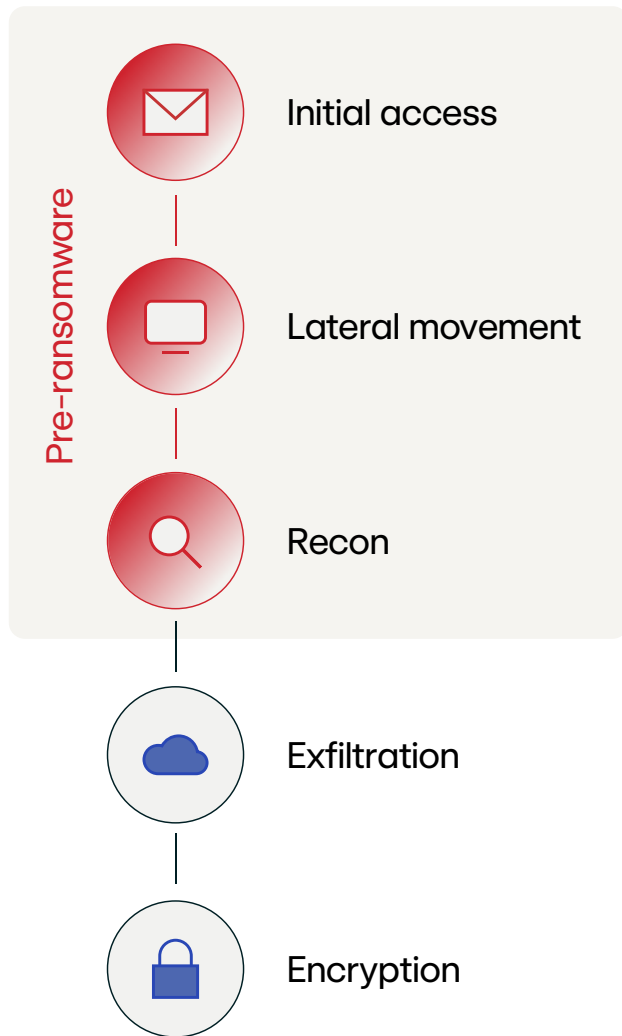 Initial access
Pre-ransomware
Lateral movement
Recon
Exfiltration
Encryption